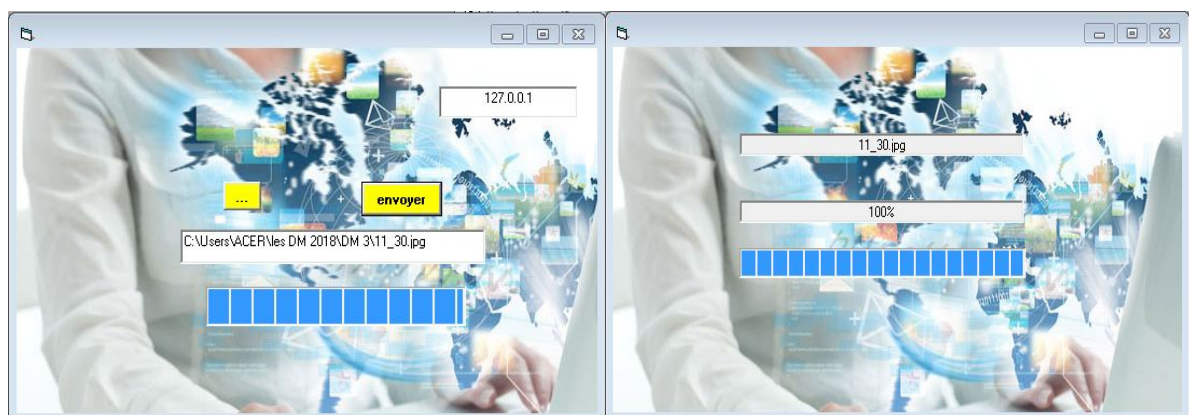 127.0.0.1
...
envoyer
C:\Users\ACER\les DM 2018\DM 3\11_30.jpg
11_30.jpg
100%